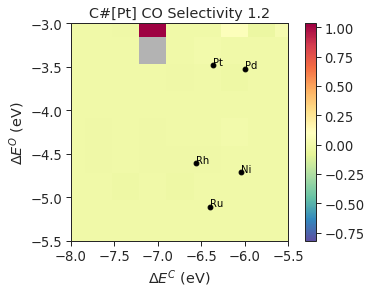 C#[Pt] CO Selectivity 1.2
−3.0
−3.5
−4.0
−4.5
−5.0
−5.5
ΔE^O (eV)
Pt
Pd
Rh
Ni
Ru
−8.0 −7.5 −7.0 −6.5 −6.0 −5.5
ΔE^C (eV)
1.00
0.75
0.50
0.25
0.00
−0.25
−0.50
−0.75